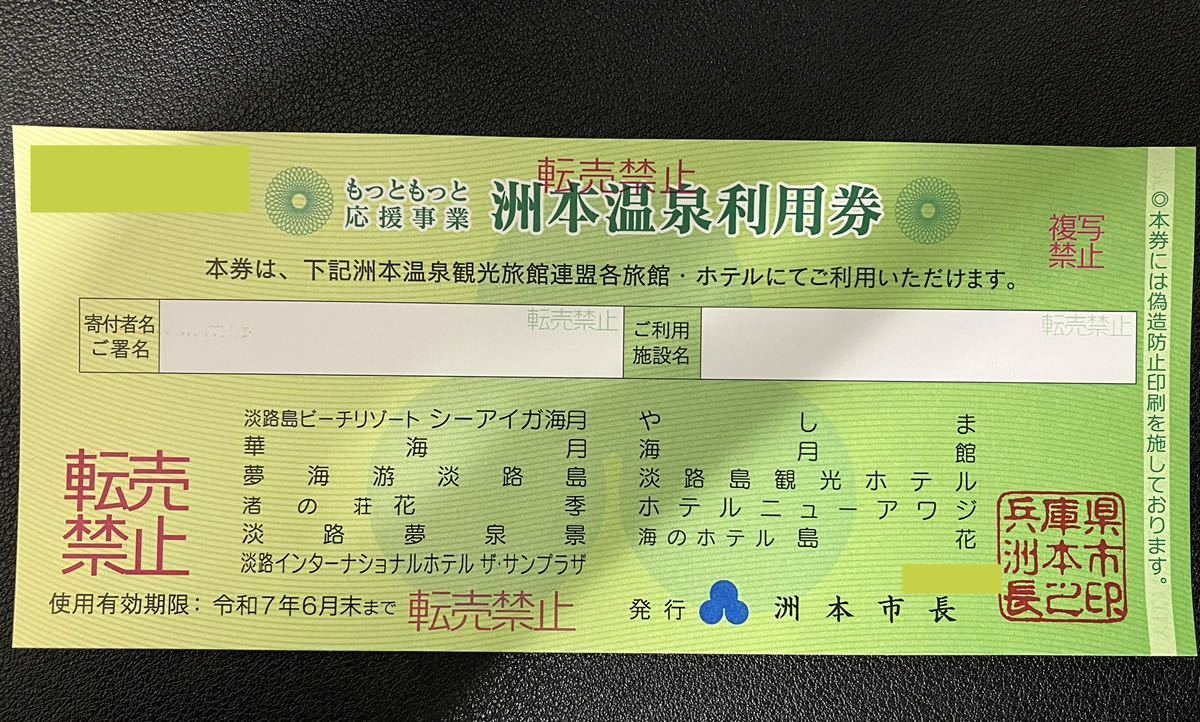 転売禁止
もっともっと
応援事業
洲本温泉利用券
複写
禁止
◎本券には偽造防止印刷を施しております。
本券は、下記洲本温泉観光旅館連盟各旅館・ホテルにてご利用いただけます。
寄付者名
ご署名
転売禁止
ご利用
施設名
転売禁止
淡路島ビーチリゾート シーアイガ海月
華海月
夢海游淡路島
渚の荘花季
淡路夢泉景
淡路インターナショナルホテル ザ・サンプラザ
やしま
海月館
淡路島観光ホテル
ホテルニューアワジ
海のホテル島花
転売
禁止
使用有効期限：令和7年6月末まで
転売禁止
発行 洲本市長
兵庫県
洲本市
長之印